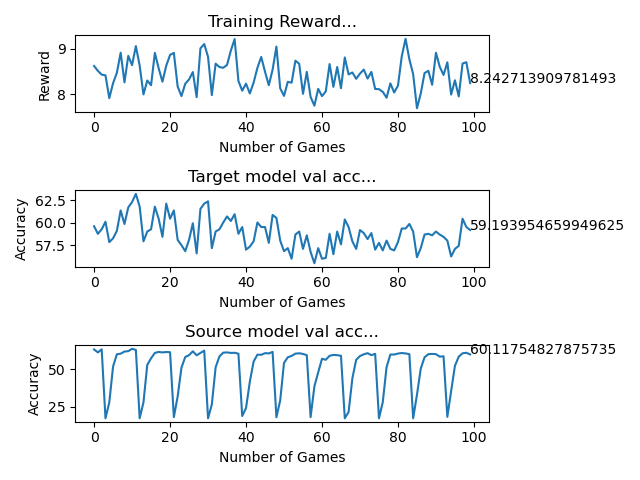 Training Reward...
9
8
Reward
8.242713909781493
0 20 40 60 80 100
Number of Games
Target model val acc...
62.5
60.0
57.5
Accuracy
59.193954659949625
0 20 40 60 80 100
Number of Games
Source model val acc...
50
25
Accuracy
60.11754827875735
0 20 40 60 80 100
Number of Games